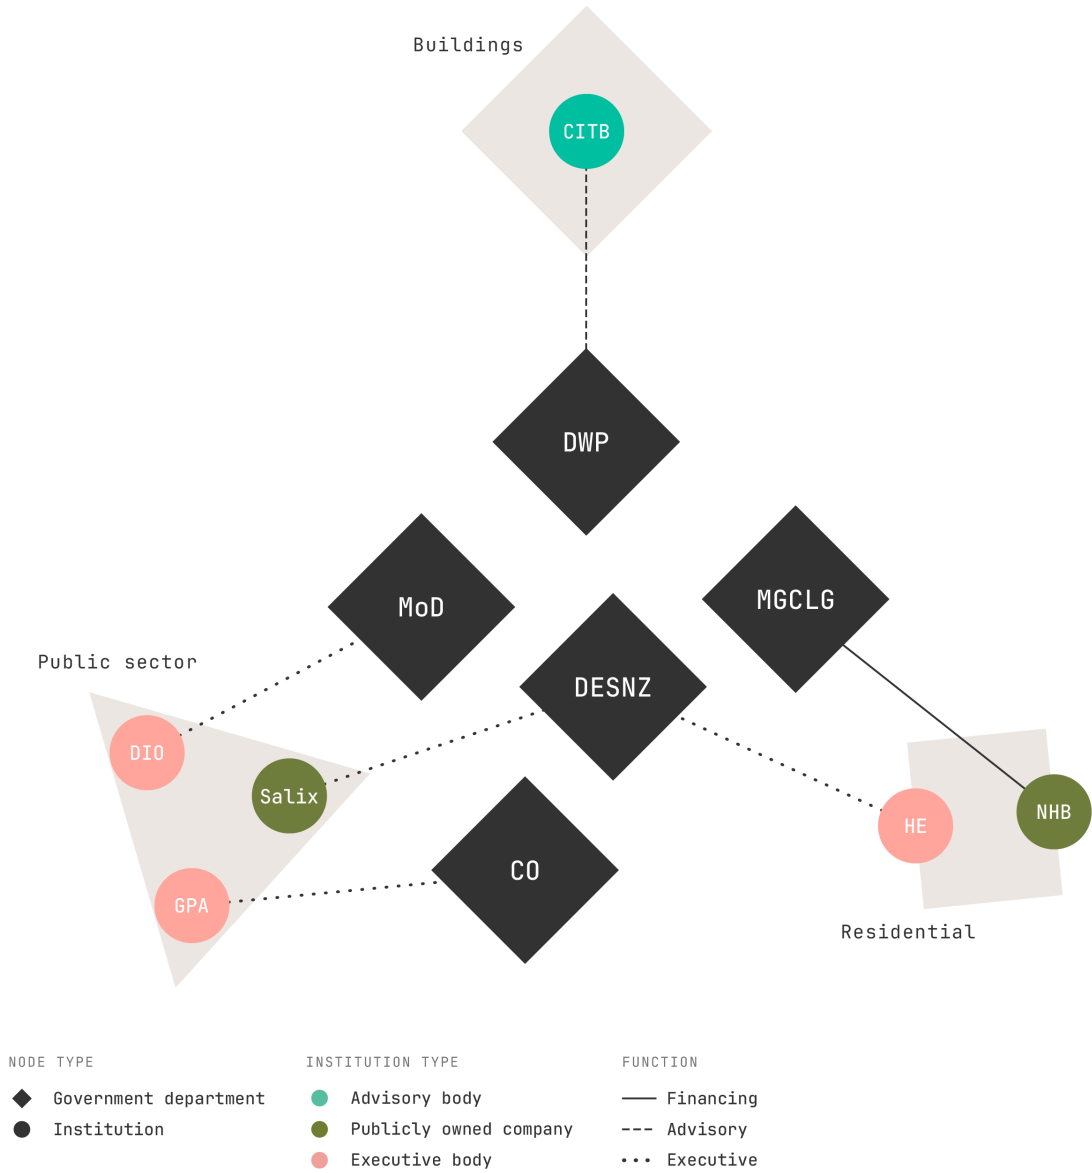 Buildings
CITB
DWP
MoD
MGCLG
DESNZ
Public sector
DIO
Salix
GPA
CO
HE
NHB
Residential
NODE TYPE
Government department
Institution
INSTITUTION TYPE
Advisory body
Publicly owned company
Executive body
FUNCTION
Financing
Advisory
Executive